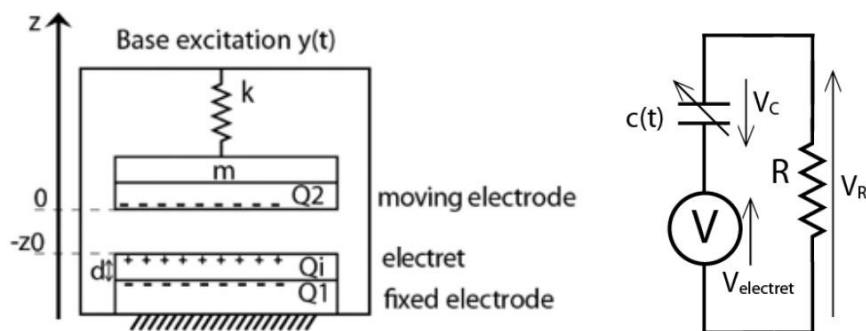 z
Base excitation y(t)
k
m
0
Q2
moving electrode
-z0
+ + + + + + + + +
electret
d
Qi
Q1
fixed electrode
c(t)
Vc
R
VR
V
Velectret